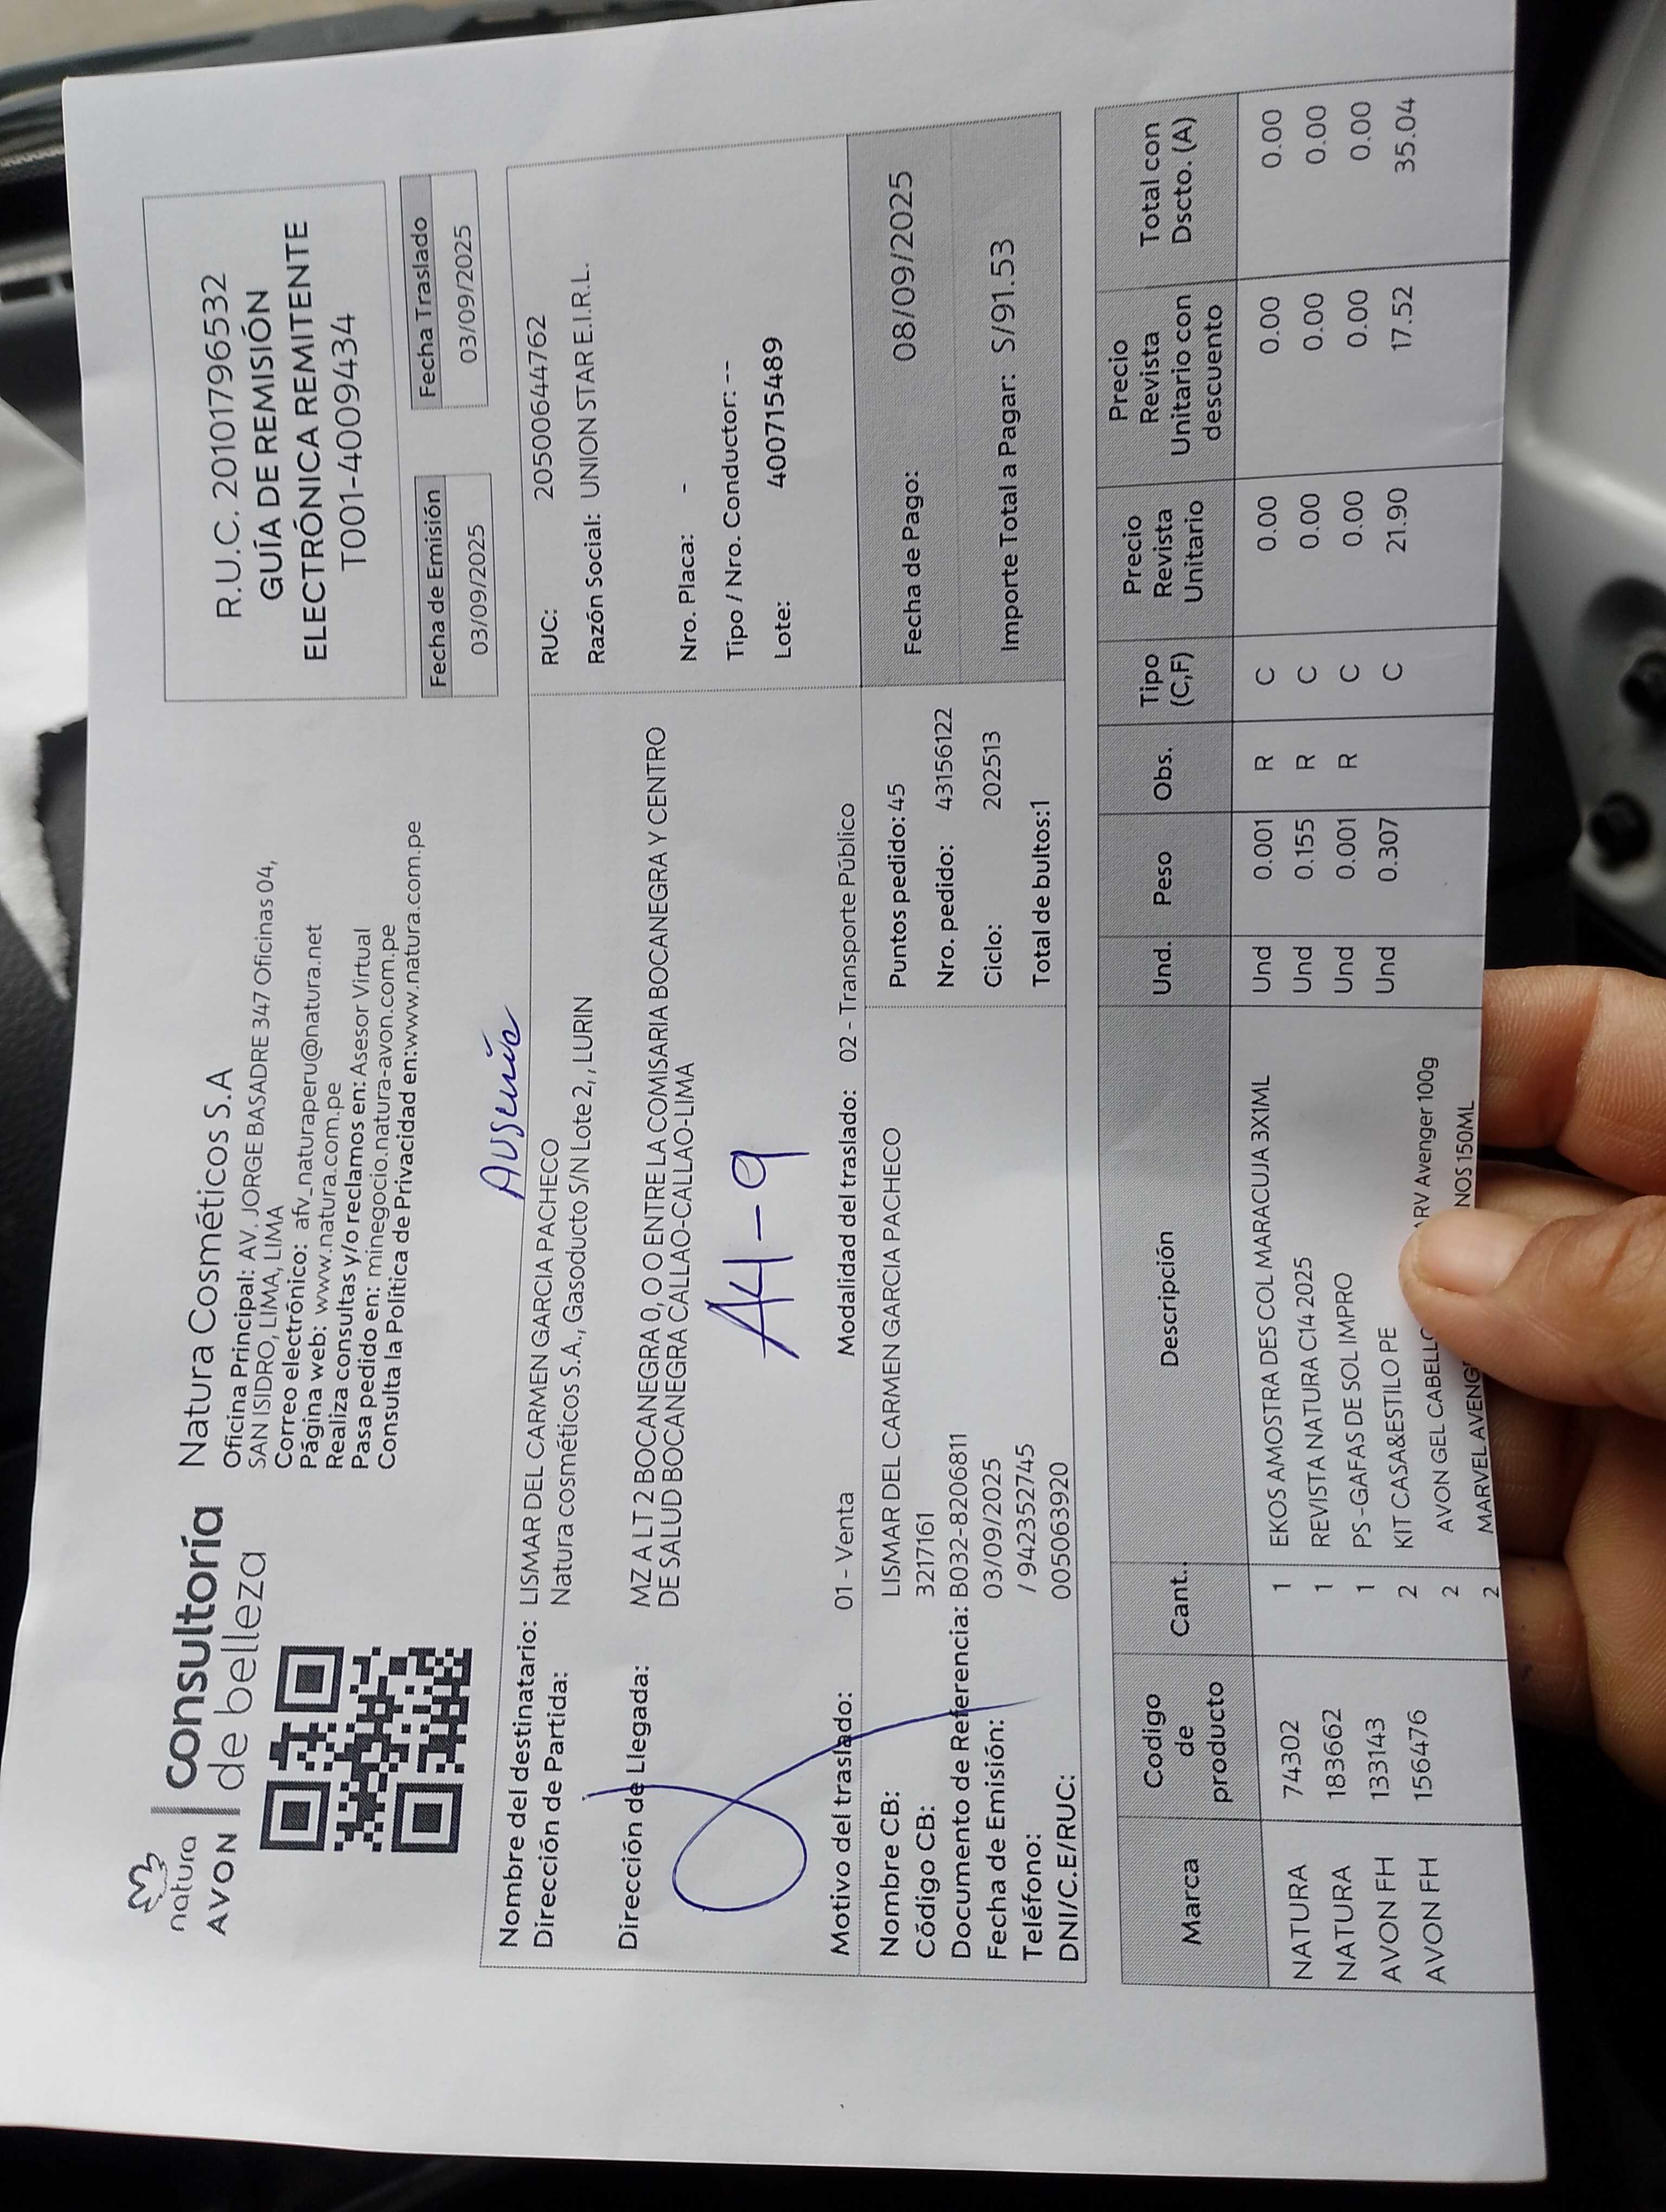 natura
AVON
consultoría
de belleza
Natura Cosméticos S.A
Oficina Principal: AV. JORGE BASADRE 347 Oficinas 04,
SAN ISIDRO, LIMA, LIMA
Correo electrónico: afv_naturaperu@natura.net
Página web: www.natura.com.pe
Realiza consultas y/o reclamos en: Asesor Virtual
Pasa pedido en: minegocio.natura-avon.com.pe
Consulta la Política de Privacidad en:www.natura.com.pe
R.U.C. 20101796532
GUÍA DE REMISIÓN
ELECTRÓNICA REMITENTE
T001-4009434
Fecha de Emisión Fecha Traslado
03/09/2025 03/09/2025
Nombre del destinatario: LISMAR DEL CARMEN GARCIA PACHECO
Dirección de Partida: Natura cosméticos S.A., Gasoducto S/N Lote 2, , LURIN
Dirección de Llegada: MZ A LT 2 BOCANEGRA 0, O O ENTRE LA COMISARIA BOCANEGRA Y CENTRO
DE SALUD BOCANEGRA CALLAO-CALLAO-LIMA
A4-9
Motivo del traslado: 01 - Venta Modalidad del traslado: 02 - Transporte Público
RUC: 20500644762
Razón Social: UNION STAR E.I.R.L.
Nro. Placa: -
Tipo / Nro. Conductor: --
Lote: 400715489
Nombre CB: LISMAR DEL CARMEN GARCIA PACHECO
Código CB: 3217161
Documento de Referencia: B032-8206811
Fecha de Emisión: 03/09/2025
Teléfono: / 942352745
DNI/C.E/RUC: 005063920
Puntos pedido: 45
Nro. pedido: 43156122
Ciclo: 202513
Total de bultos:1
Fecha de Pago: 08/09/2025
Importe Total a Pagar: S/91.53
Marca Codigo de producto Cant.. Descripción Und. Peso Obs. Tipo (C,F) Precio Revista Unitario Precio Revista Unitario con descuento Total con Dscto. (A)
NATURA 74302 1 EKOS AMOSTRA DES COL MARACUJA 3X1ML Und 0.001 R C 0.00 0.00 0.00
NATURA 183662 1 REVISTA NATURA C14 2025 Und 0.155 R C 0.00 0.00 0.00
AVON FH 133143 1 PS - GAFAS DE SOL IMPRO Und 0.001 R C 0.00 0.00 0.00
AVON FH 156476 2 KIT CASA&ESTILO PE Und 0.307 C 21.90 17.52 35.04
2 AVON GEL CABELLO Avenger 100g
2 MARVEL 150ML